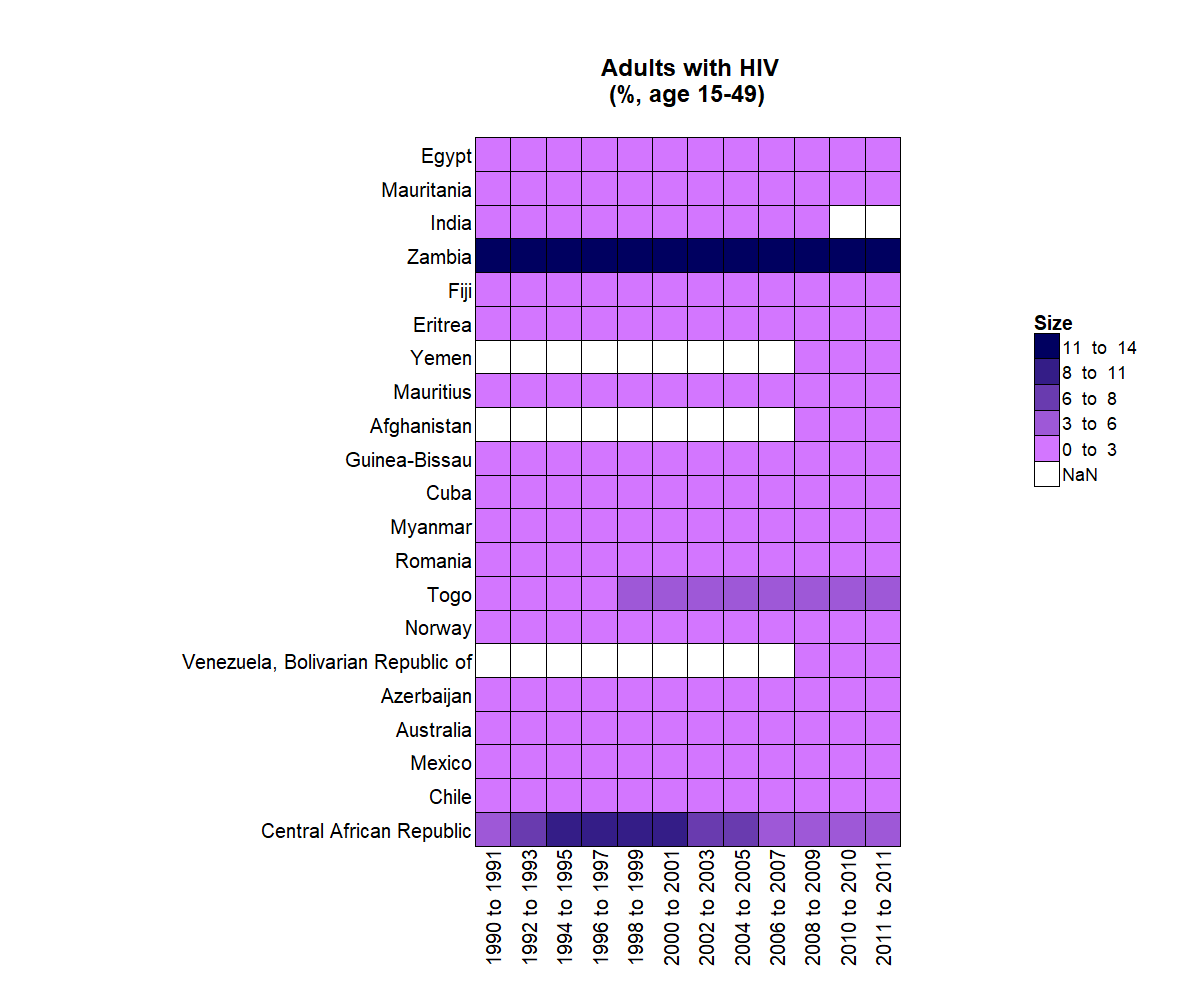 Adults with HIV
(%, age 15-49)
Egypt
Mauritania
India
Zambia
Fiji
Eritrea
Yemen
Mauritius
Afghanistan
Guinea-Bissau
Cuba
Myanmar
Romania
Togo
Norway
Venezuela, Bolivarian Republic of
Azerbaijan
Australia
Mexico
Chile
Central African Republic
1990 to 1991
1992 to 1993
1994 to 1995
1996 to 1997
1998 to 1999
2000 to 2001
2002 to 2003
2004 to 2005
2006 to 2007
2008 to 2009
2010 to 2010
2011 to 2011
Size
11 to 14
8 to 11
6 to 8
3 to 6
0 to 3
NaN